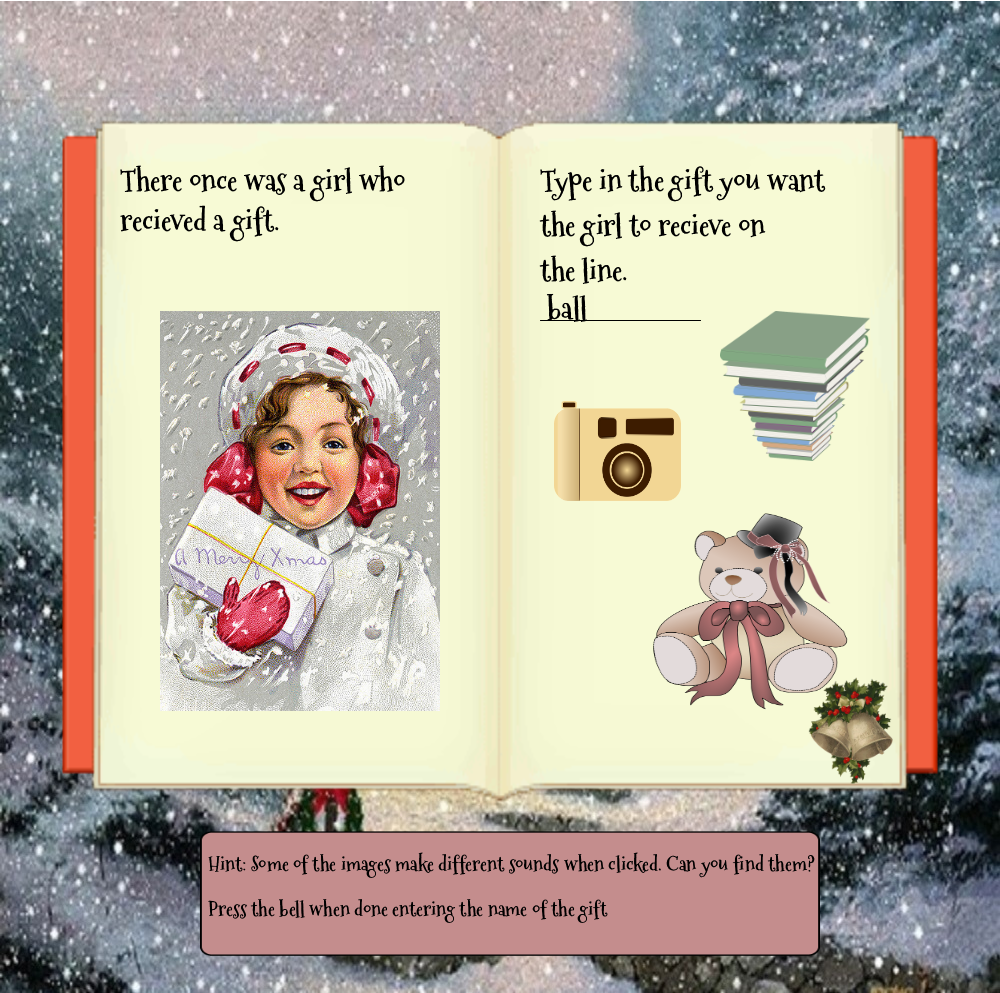 There once was a girl who
recieved a gift.
a Merry Xmas
Type in the gift you want
the girl to recieve on
the line.
ball
Hint: Some of the images make different sounds when clicked. Can you find them?
Press the bell when done entering the name of the gift